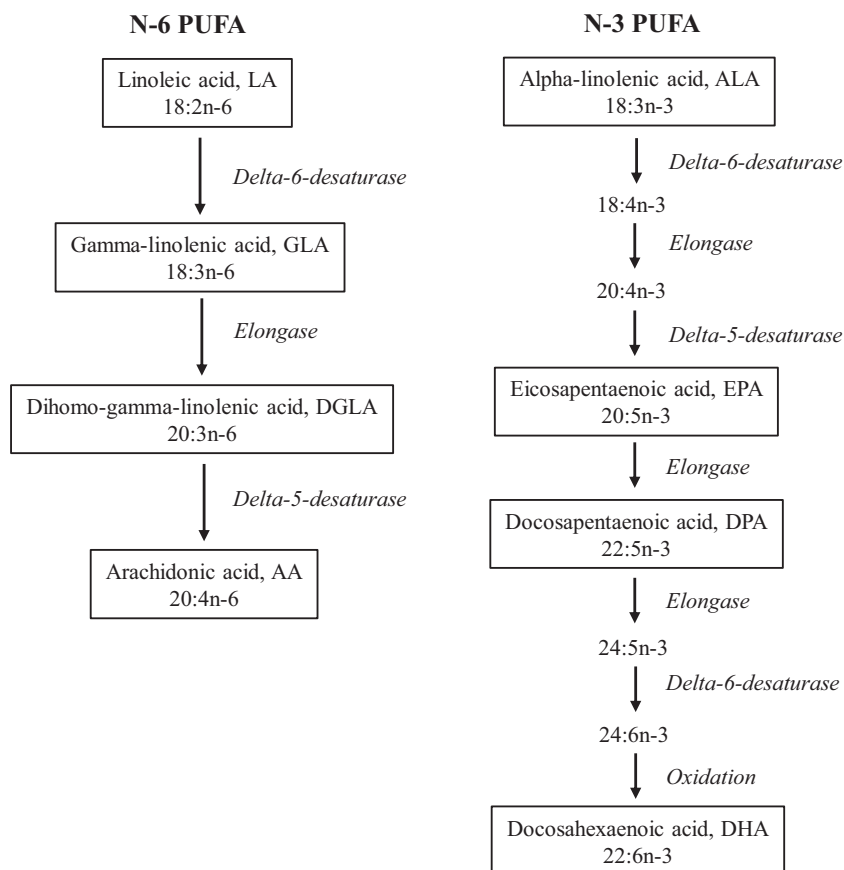 N-6 PUFA
Linoleic acid, LA
18:2n-6
Delta-6-desaturase
Gamma-linolenic acid, GLA
18:3n-6
Elongase
Dihomo-gamma-linolenic acid, DGLA
20:3n-6
Delta-5-desaturase
Arachidonic acid, AA
20:4n-6
N-3 PUFA
Alpha-linolenic acid, ALA
18:3n-3
Delta-6-desaturase
18:4n-3
Elongase
20:4n-3
Delta-5-desaturase
Eicosapentaenoic acid, EPA
20:5n-3
Elongase
Docosapentaenoic acid, DPA
22:5n-3
Elongase
24:5n-3
Delta-6-desaturase
24:6n-3
Oxidation
Docosahexaenoic acid, DHA
22:6n-3